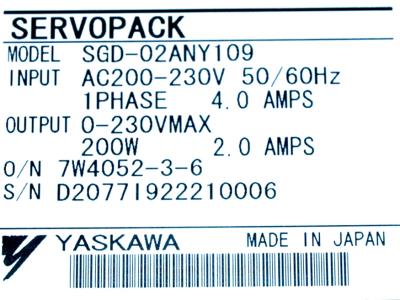 SERVOPACK
MODEL SGD-02ANY109
INPUT AC200-230V 50/60Hz
1PHASE 4.0 AMPS
OUTPUT 0-230VMAX
200W 2.0 AMPS
O/N 7W4052-3-6
S/N D2077I922210006
YASKAWA MADE IN JAPAN